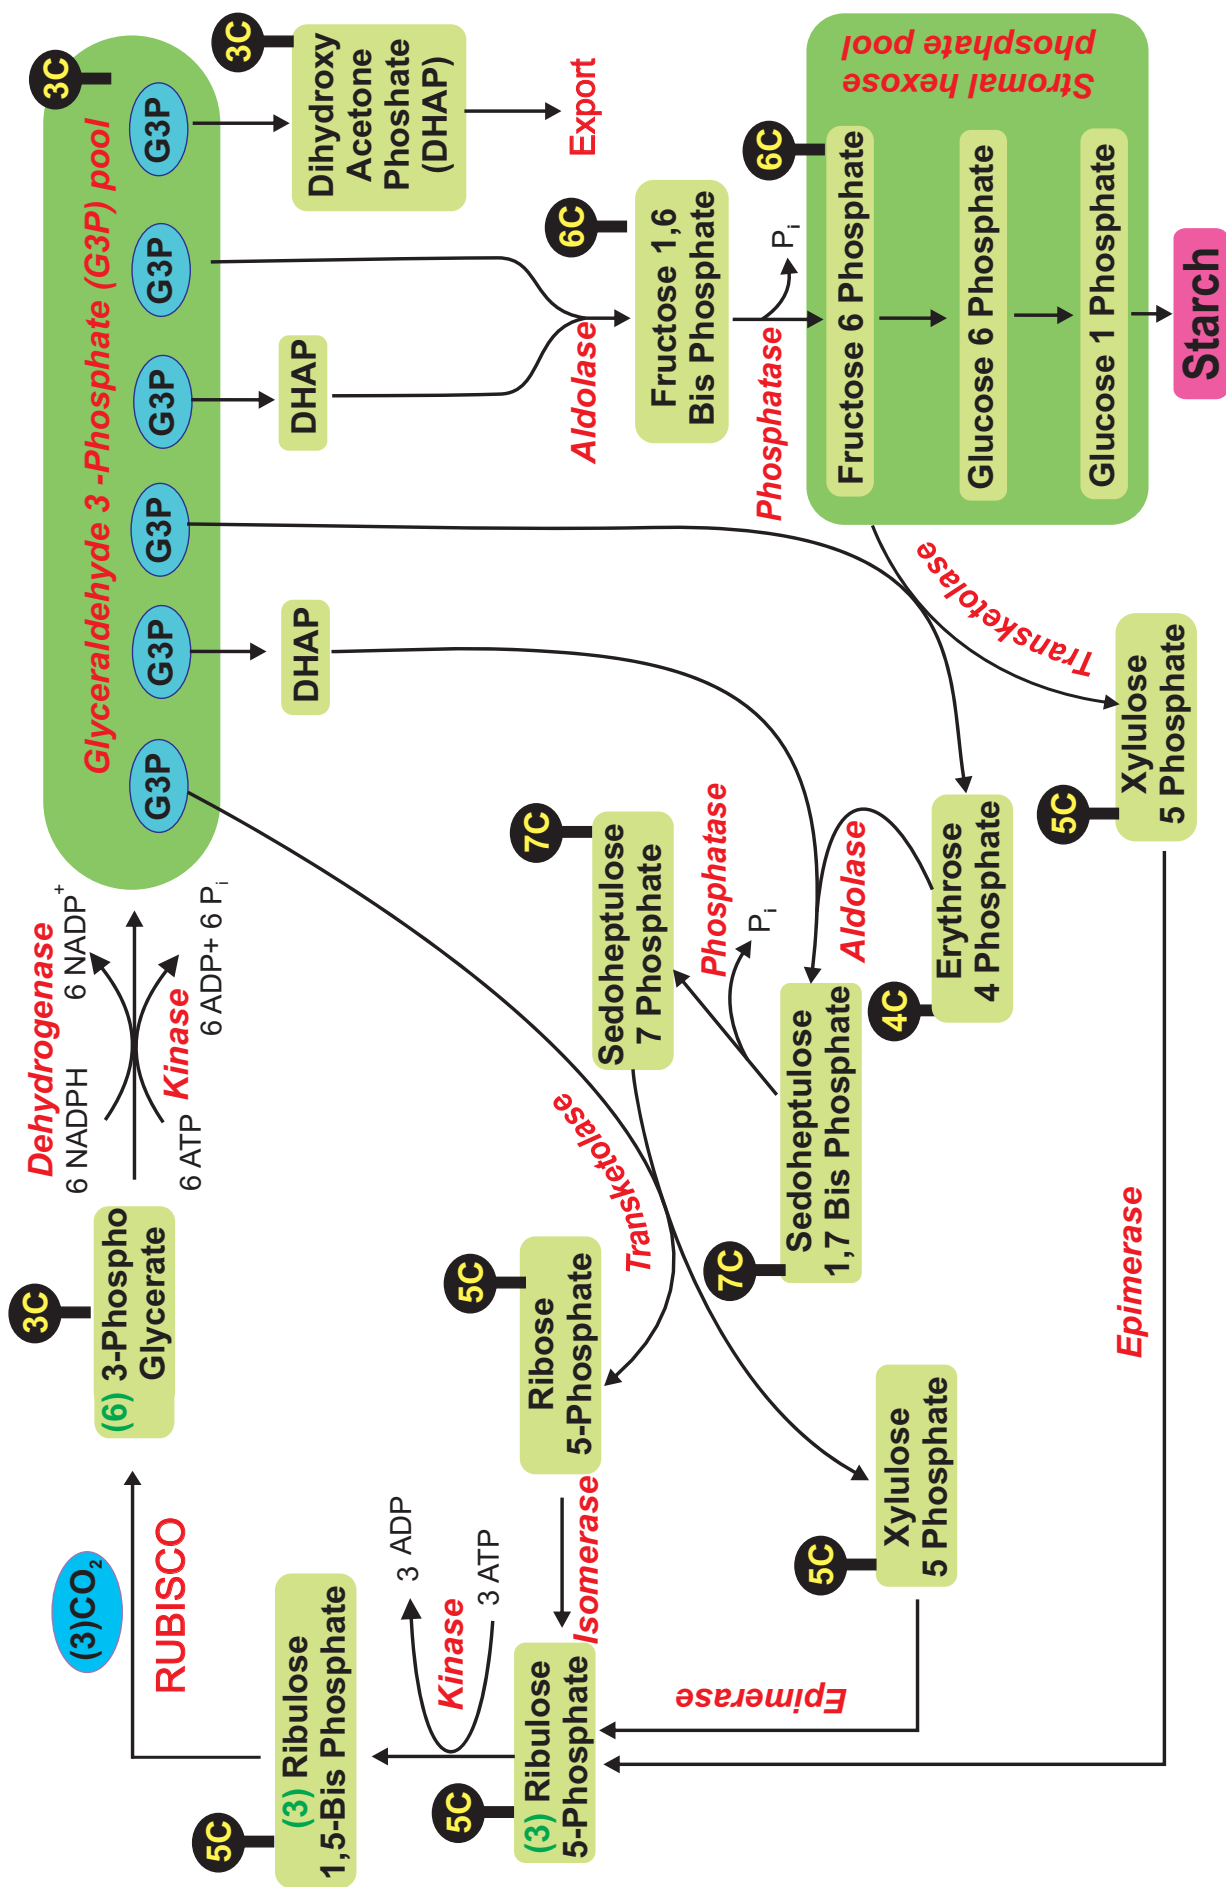 (3)CO₂
RUBISCO
5C
(3) Ribulose
1,5-Bis Phosphate
3C
(6) 3-Phospho
Glycerate
Dehydrogenase
6 NADPH
6 NADP⁺
6 ATP
Kinase
6 ADP+ 6 Pᵢ
3C
Glyceraldehyde 3 -Phosphate (G3P) pool
G3P
G3P
G3P
G3P
G3P
G3P
3C
Dihydroxy
Acetone
Phoshate
(DHAP)
Export
DHAP
DHAP
Aldolase
6C
Fructose 1,6
Bis Phosphate
Phosphatase
Pᵢ
6C
Stromal hexose
phosphate pool
Fructose 6 Phosphate
Glucose 6 Phosphate
Glucose 1 Phosphate
Starch
Transketolase
5C
Xylulose
5 Phosphate
4C
Erythrose
4 Phosphate
Aldolase
7C
Sedoheptulose
1,7 Bis Phosphate
Phosphatase
Pᵢ
7C
Sedoheptulose
7 Phosphate
Transketolase
5C
Ribose
5-Phosphate
Isomerase
5C
Xylulose
5 Phosphate
Epimerase
Epimerase
5C
(3) Ribulose
5-Phosphate
Kinase
3 ATP
3 ADP